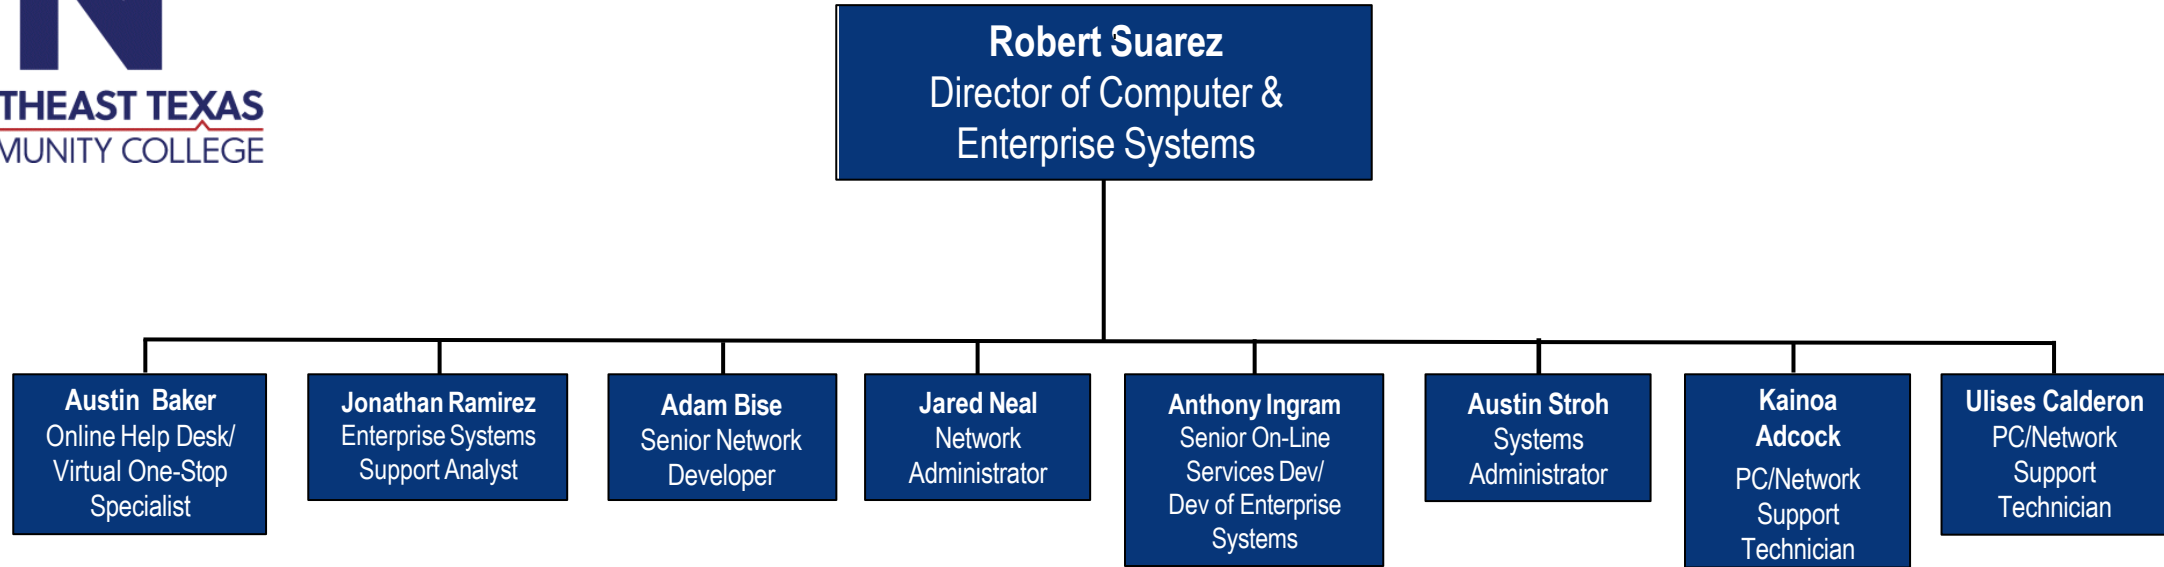 THEAST TEXAS
MUNITY COLLEGE
Robert Suarez
Director of Computer &
Enterprise Systems
Austin Baker
Online Help Desk/
Virtual One-Stop
Specialist
Jonathan Ramirez
Enterprise Systems
Support Analyst
Adam Bise
Senior Network
Developer
Jared Neal
Network
Administrator
Anthony Ingram
Senior On-Line
Services Dev/
Dev of Enterprise
Systems
Austin Stroh
Systems
Administrator
Kainoa
Adcock
PC/Network
Support
Technician
Ulises Calderon
PC/Network
Support
Technician